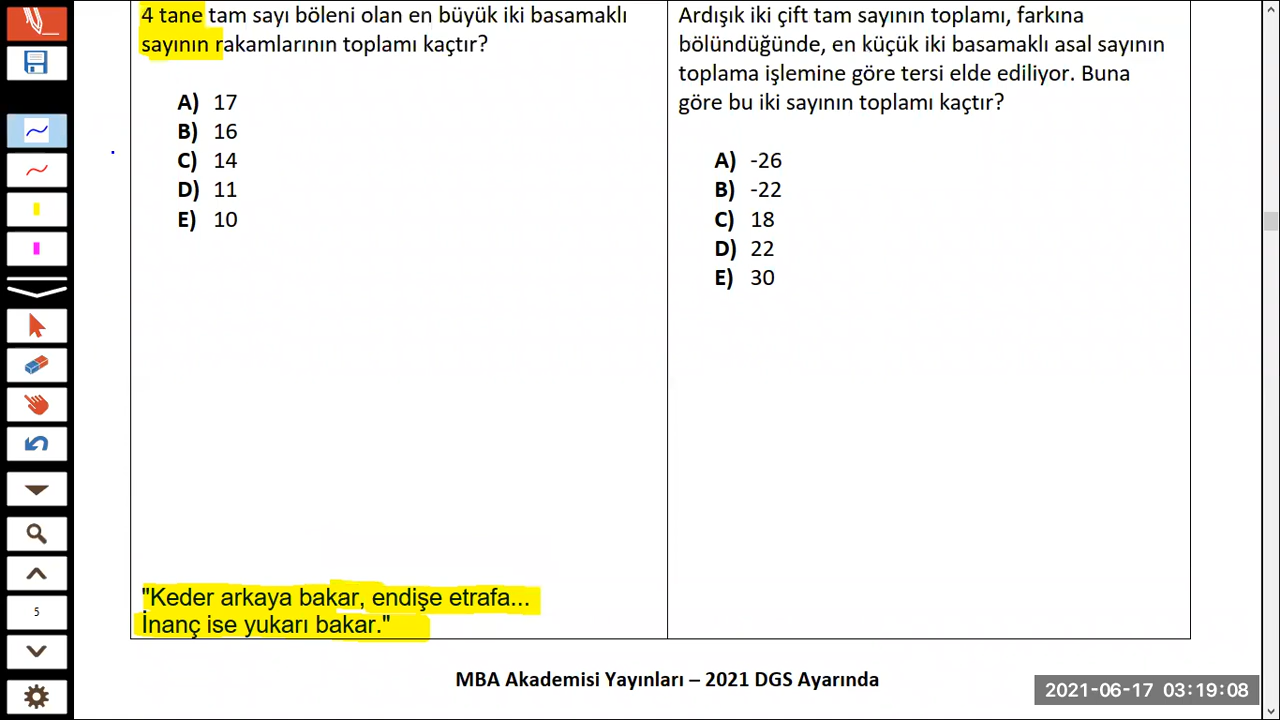 4 tane tam sayı böleni olan en büyük iki basamaklı
sayının rakamlarının toplamı kaçtır?
A) 17
B) 16
C) 14
D) 11
E) 10
"Keder arkaya bakar, endişe etrafa...
İnanç ise yukarı bakar."
Ardışık iki çift tam sayının toplamı, farkına
bölündüğünde, en küçük iki basamaklı asal sayının
toplama işlemine göre tersi elde ediliyor. Buna
göre bu iki sayının toplamı kaçtır?
A) -26
B) -22
C) 18
D) 22
E) 30
MBA Akademisi Yayınları – 2021 DGS Ayarında
5
2021-06-17 03:19:08